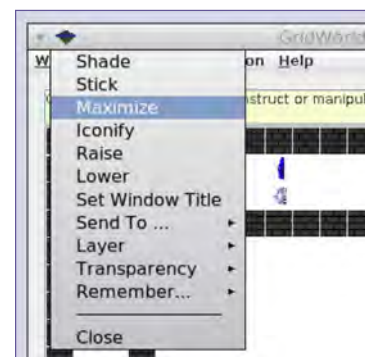 GridWorld
W
on Help
Shade
Stick
struct or manipul
Maximize
Iconify
Raise
Lower
Set Window Title
Send To ...
Layer
Transparency
Remember...
Close